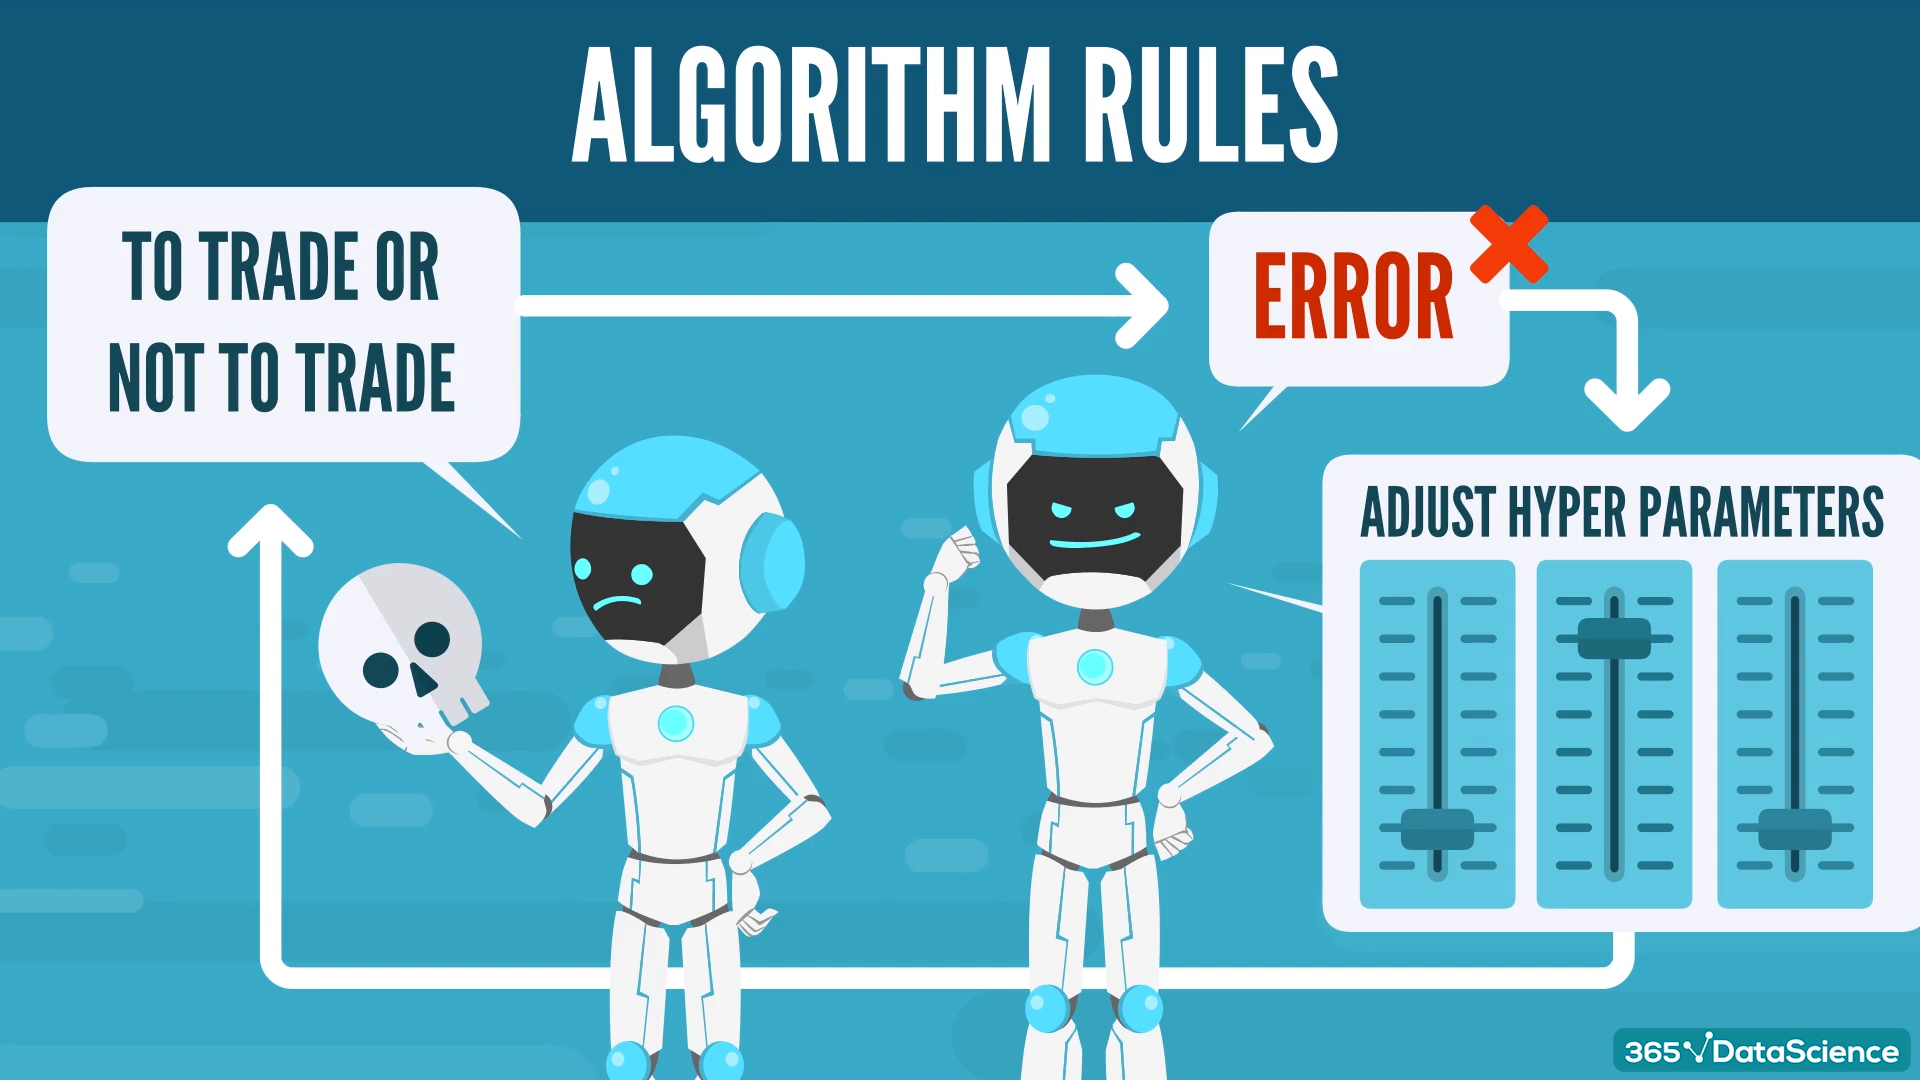 ALGORITHM RULES
TO TRADE OR
NOT TO TRADE
ERROR
ADJUST HYPER PARAMETERS
365 DataScience